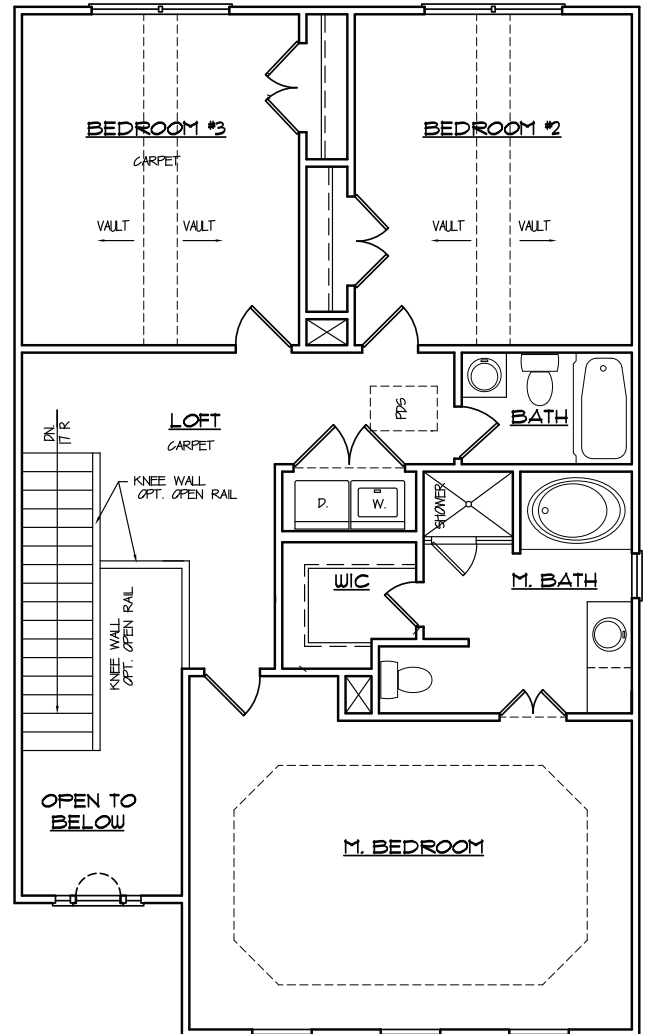 BEDROOM #3
CARPET
VAULT VAULT
BEDROOM #2
VAULT VAULT
LOFT
CARPET
PDS
BATH
DN.
17 R
KNEE WALL
OPT. OPEN RAIL
D. W.
SHOWER
WIC
M. BATH
KNEE WALL
OPT. OPEN RAIL
OPEN TO
BELOW
M. BEDROOM